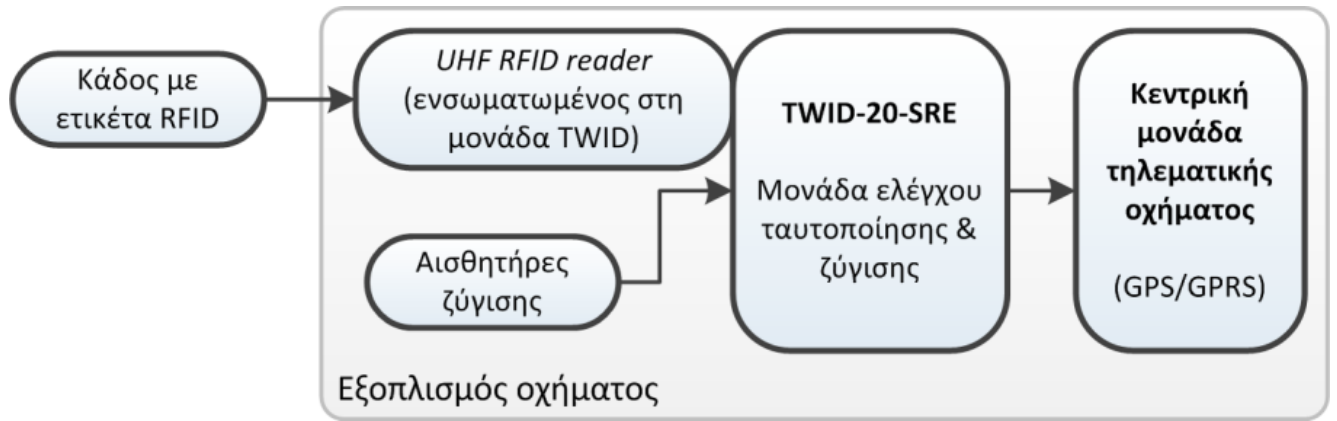 Κάδος με
ετικέτα RFID
UHF RFID reader
(ενσωματωμένος στη
μονάδα TWID)
Αισθητήρες
ζύγισης
TWID-20-SRE
Μονάδα ελέγχου
ταυτοποίησης &
ζύγισης
Κεντρική
μονάδα
τηλεματικής
οχήματος
(GPS/GPRS)
Εξοπλισμός οχήματος